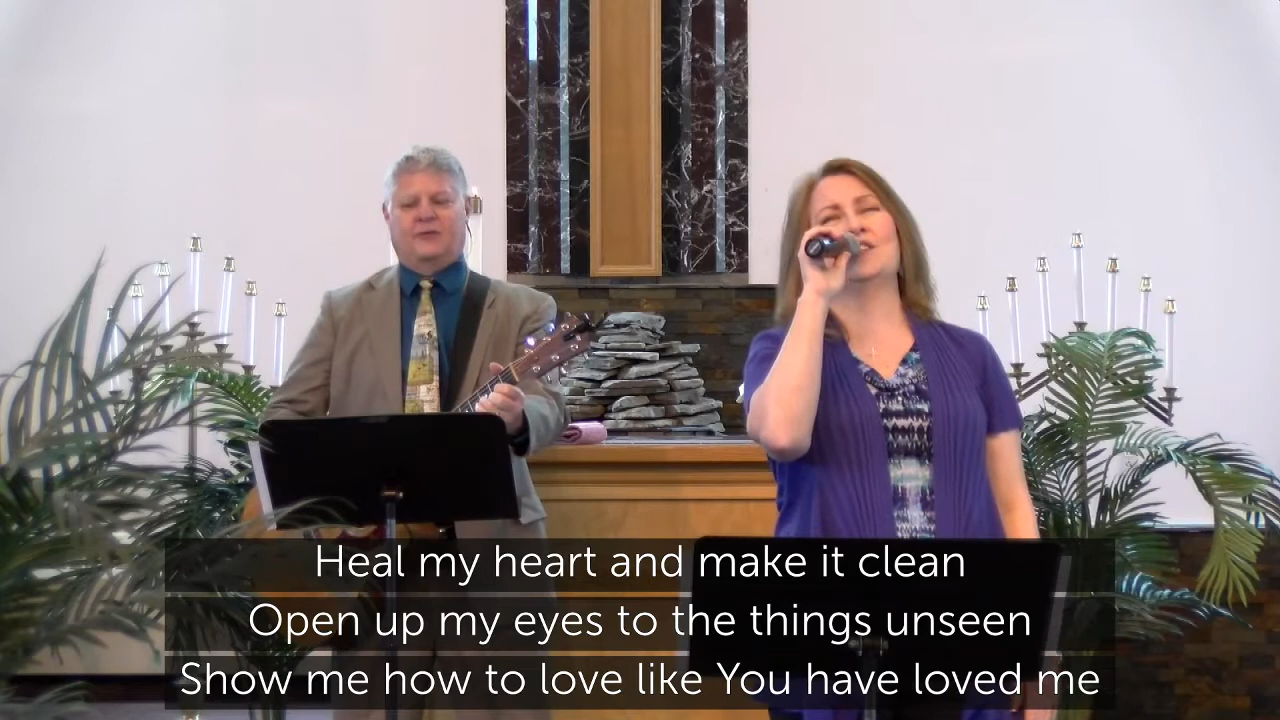 Heal my heart and make it clean
Open up my eyes to the things unseen
Show me how to love like You have loved me